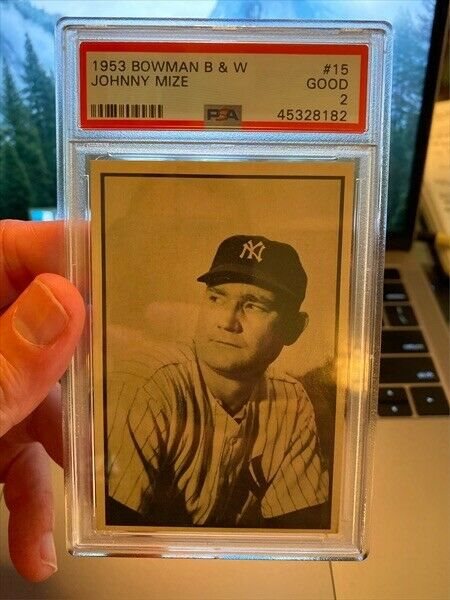 1953 BOWMAN B & W #15
JOHNNY MIZE GOOD
2
PSA 45328182
NY